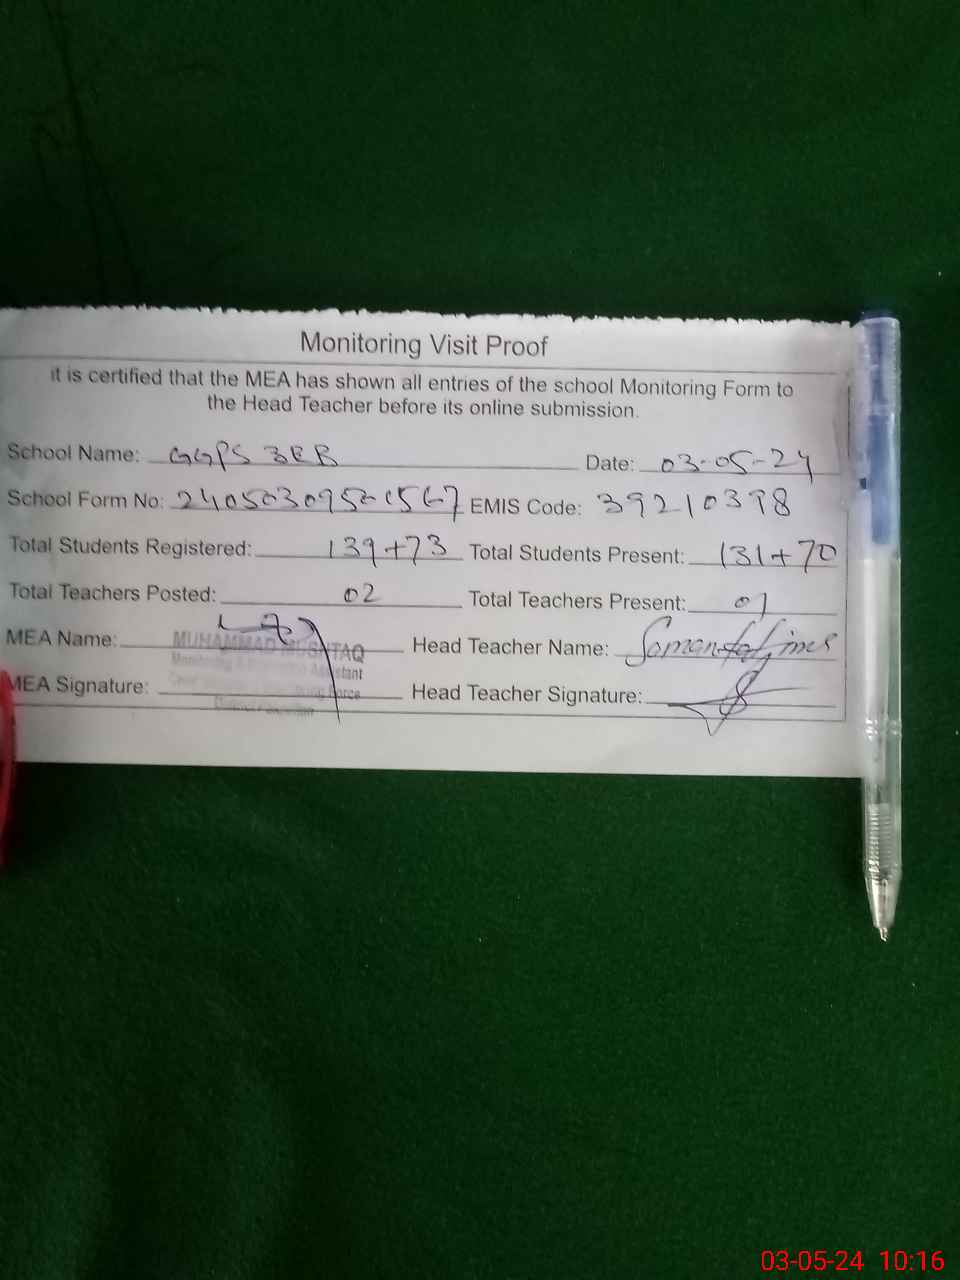 Monitoring Visit Proof
it is certified that the MEA has shown all entries of the school Monitoring Form to
the Head Teacher before its online submission.
School Name: GGPS 3EB Date: 03-05-24
School Form No: EMIS Code: 39210398
Total Students Registered: 139+73 Total Students Present: 131+70
Total Teachers Posted: 02 Total Teachers Present: 01
MEA Name: MUHAMMAD MUSHTAQ Head Teacher Name:
MEA Signature: Head Teacher Signature:
03-05-24 10:16